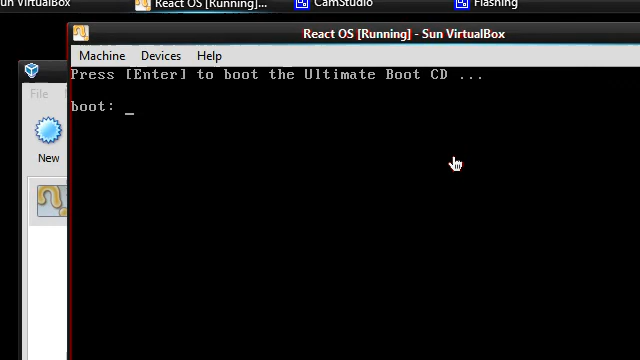 un VirtualBox
React OS [Running]...
CamStudio
Flashing
React OS [Running] - Sun VirtualBox
Machine Devices Help
Press [Enter] to boot the Ultimate Boot CD ...
boot: _
File
New